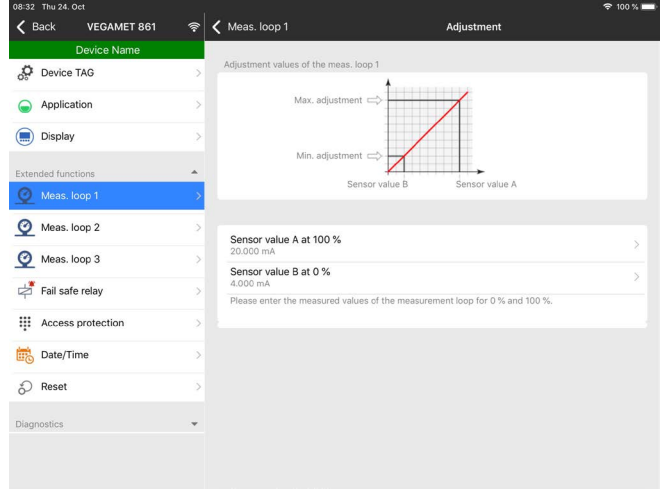 08:32 Thu 24. Oct
100 %
Back
VEGAMET 861
Meas. loop 1
Adjustment
Device Name
Device TAG
Application
Display
Extended functions
Meas. loop 1
Meas. loop 2
Meas. loop 3
Fail safe relay
Access protection
Date/Time
Reset
Diagnostics
Adjustment values of the meas. loop 1
Max. adjustment
Min. adjustment
Sensor value B
Sensor value A
Sensor value A at 100 %
20.000 mA
Sensor value B at 0 %
4.000 mA
Please enter the measured values of the measurement loop for 0 % and 100 %.